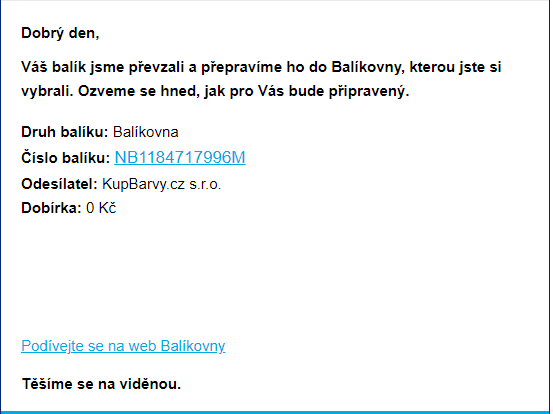 Dobrý den,
Váš balík jsme převzali a přepravíme ho do Balíkovny, kterou jste si
vybrali. Ozveme se hned, jak pro Vás bude připravený.
Druh balíku: Balíkovna
Číslo balíku: NB1184717996M
Odesílatel: KupBarvy.cz s.r.o.
Dobírka: 0 Kč
Podívejte se na web Balíkovny
Těšíme se na viděnou.